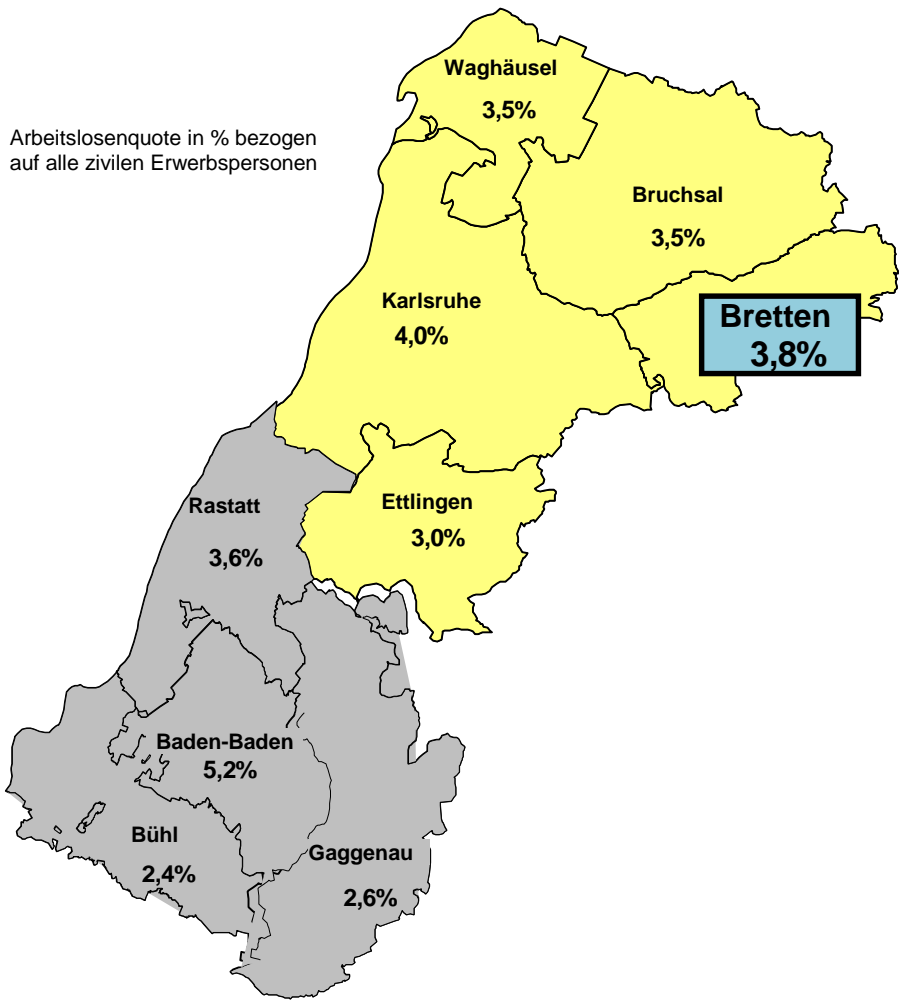 Waghäusel
3,5%
Arbeitslosenquote in % bezogen
auf alle zivilen Erwerbspersonen
Bruchsal
3,5%
Karlsruhe
4,0%
Bretten
3,8%
Ettlingen
3,0%
Rastatt
3,6%
Baden-Baden
5,2%
Bühl
2,4%
Gaggenau
2,6%